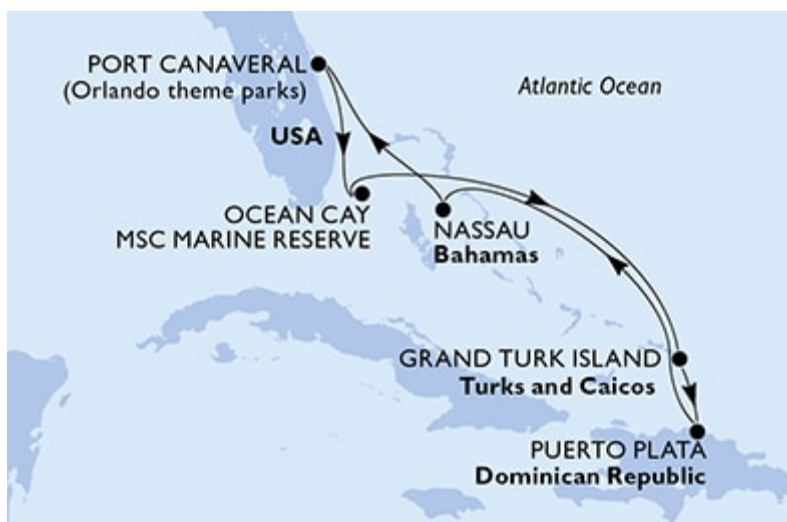 PORT CANAVERAL
(Orlando theme parks)
Atlantic Ocean
USA
OCEAN CAY
MSC MARINE RESERVE
NASSAU
Bahamas
GRAND TURK ISLAND
Turks and Caicos
PUERTO PLATA
Dominican Republic